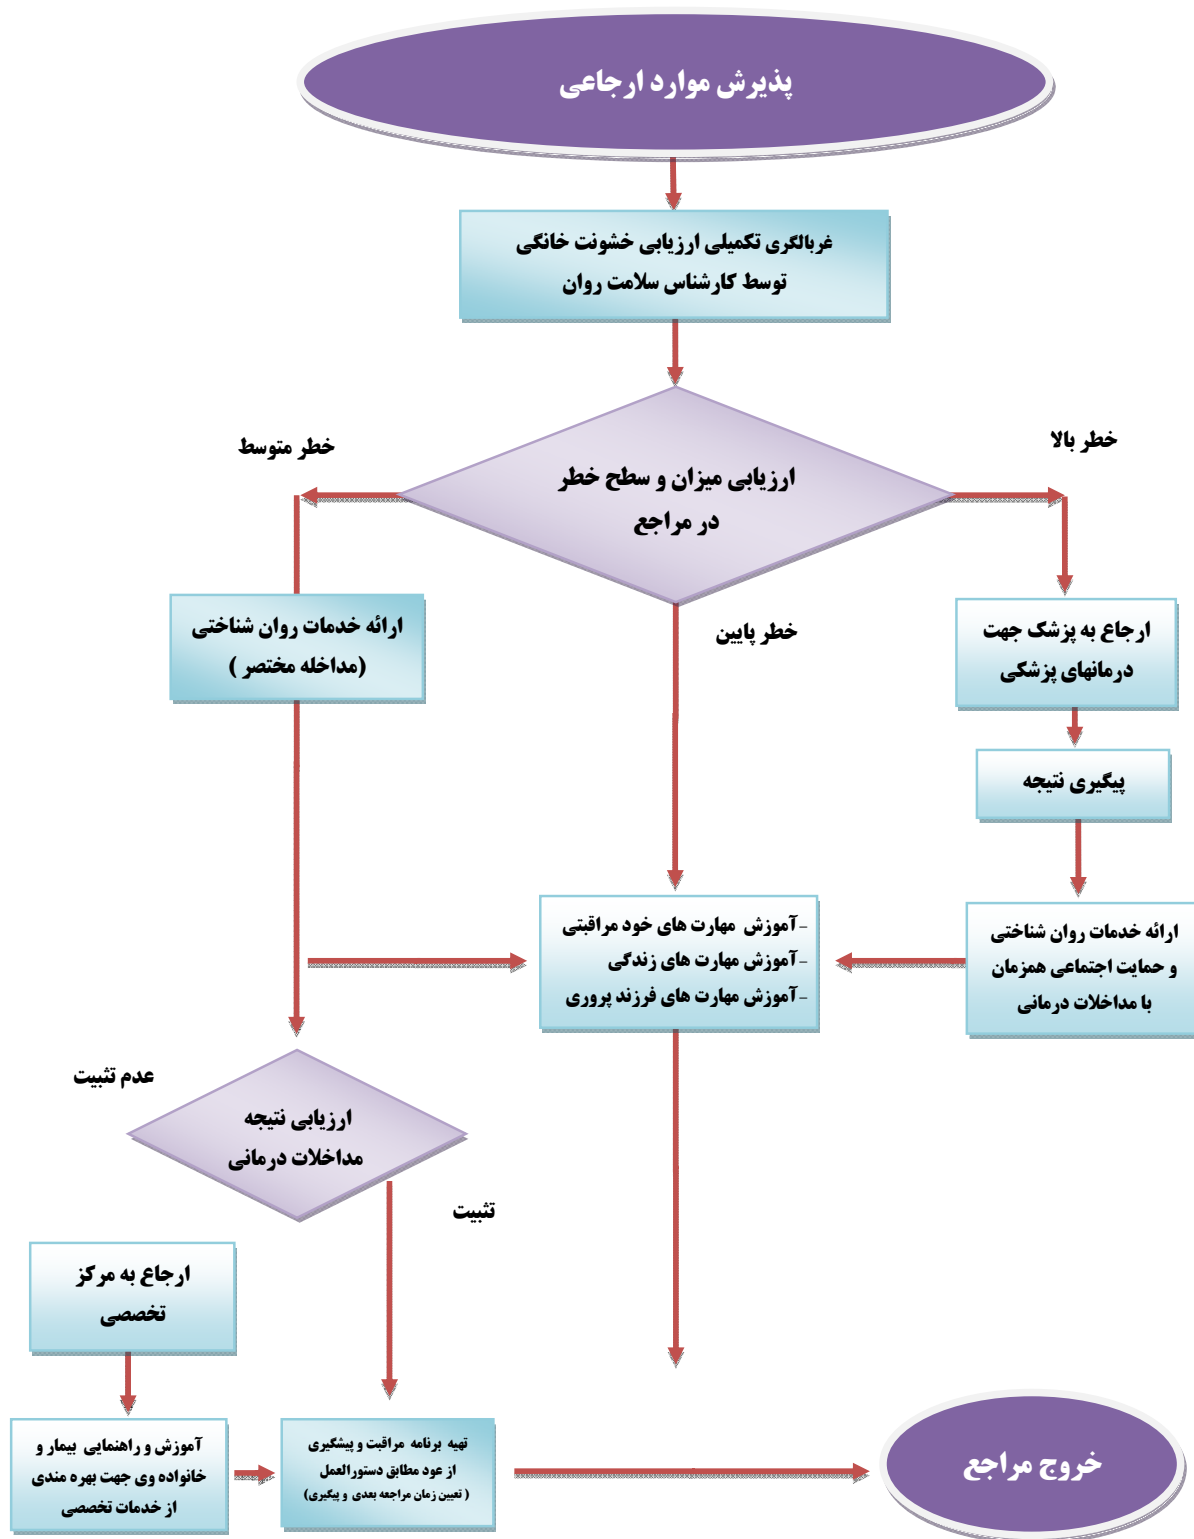 پذیرش موارد ارجاعی
غربالگری تکمیلی ارزیابی خشونت خانگی
توسط کارشناس سلامت روان
خطر بالا
خطر متوسط
ارزیابی میزان و سطح خطر
در مراجع
ارجاع به پزشک جهت
درمانهای پزشکی
خطر پایین
ارائه خدمات روان شناختی
(مداخله مختصر )
پیگیری نتیجه
ارائه خدمات روان شناختی
و حمایت اجتماعی همزمان
با مداخلات درمانی
-آموزش مهارت های خود مراقبتی
-آموزش مهارت های زندگی
-آموزش مهارت های فرزند پروری
عدم تثبیت
ارزیابی نتیجه
مداخلات درمانی
تثبیت
ارجاع به مرکز
تخصصی
آموزش و راهنمایی بیمار و
خانواده وی جهت بهره مندی
از خدمات تخصصی
تهیه برنامه مراقبت و پیشگیری
از عود مطابق دستورالعمل
( تعیین زمان مراجعه بعدی و پیگیری)
خروج مراجع